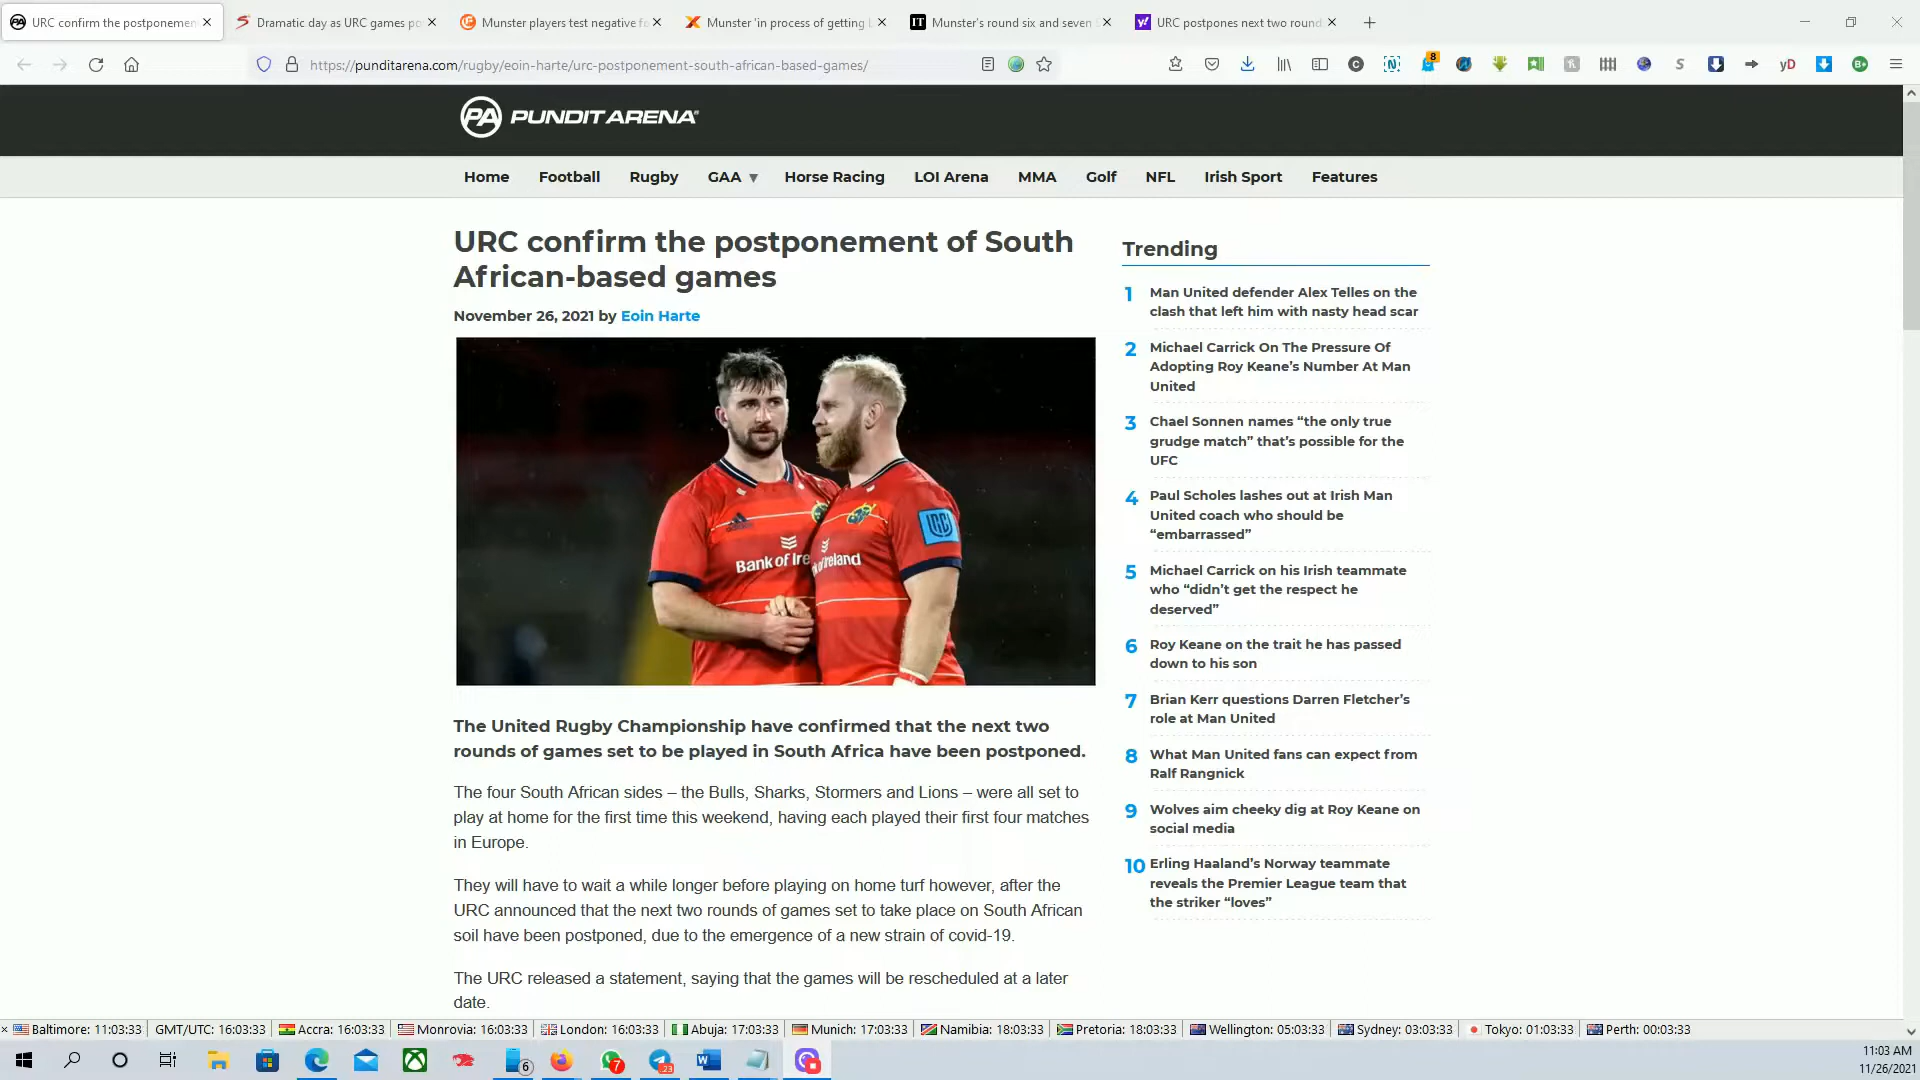 URC confirm the postponemen
Dramatic day as URC games po
Munster players test negative fo
Munster 'in process of getting b
Munster's round six and seven
URC postpones next two round
https://punditarena.com/rugby/eoin-harte/urc-postponement-south-african-based-games/
PA PUNDIT ARENA
Home Football Rugby GAA ▼ Horse Racing LOI Arena MMA Golf NFL Irish Sport Features
URC confirm the postponement of South
African-based games
November 26, 2021 by Eoin Harte
Bank of Ire
k of Ireland
URC
The United Rugby Championship have confirmed that the next two
rounds of games set to be played in South Africa have been postponed.
The four South African sides – the Bulls, Sharks, Stormers and Lions – were all set to
play at home for the first time this weekend, having each played their first four matches
in Europe.
They will have to wait a while longer before playing on home turf however, after the
URC announced that the next two rounds of games set to take place on South African
soil have been postponed, due to the emergence of a new strain of covid-19.
The URC released a statement, saying that the games will be rescheduled at a later
date.
Trending
1 Man United defender Alex Telles on the
clash that left him with nasty head scar
2 Michael Carrick On The Pressure Of
Adopting Roy Keane's Number At Man
United
3 Chael Sonnen names “the only true
grudge match” that's possible for the
UFC
4 Paul Scholes lashes out at Irish Man
United coach who should be
“embarrassed”
5 Michael Carrick on his Irish teammate
who “didn't get the respect he
deserved”
6 Roy Keane on the trait he has passed
down to his son
7 Brian Kerr questions Darren Fletcher's
role at Man United
8 What Man United fans can expect from
Ralf Rangnick
9 Wolves aim cheeky dig at Roy Keane on
social media
10 Erling Haaland's Norway teammate
reveals the Premier League team that
the striker “loves”
Baltimore: 11:03:33 GMT/UTC: 16:03:33 Accra: 16:03:33 Monrovia: 16:03:33 London: 16:03:33 Abuja: 17:03:33 Munich: 17:03:33 Namibia: 18:03:33 Pretoria: 18:03:33 Wellington: 05:03:33 Sydney: 03:03:33 Tokyo: 01:03:33 Perth: 00:03:33
11:03 AM
11/26/2021